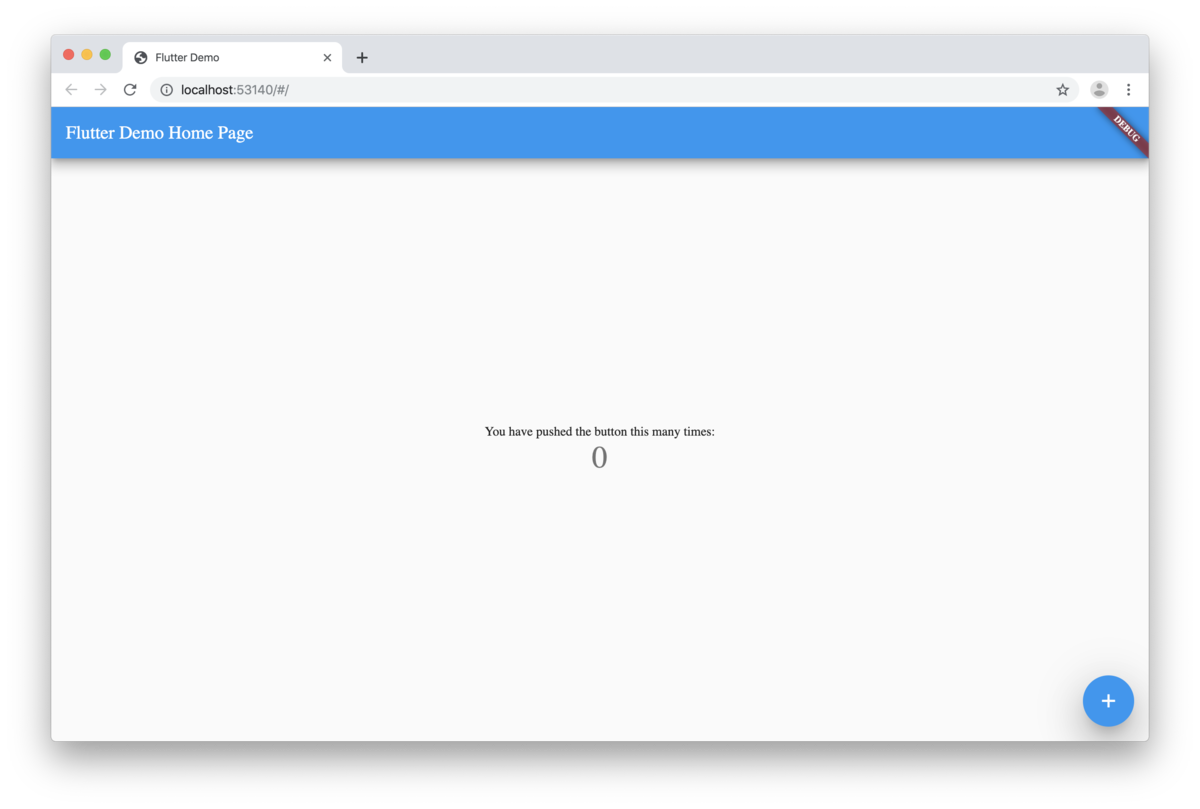 Flutter Demo
localhost:53140/#/
Flutter Demo Home Page
DEBUG
You have pushed the button this many times:
0